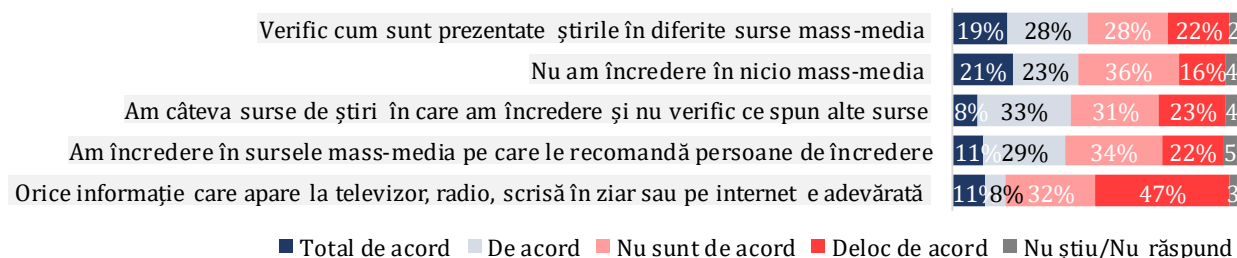 Verific cum sunt prezentate știrile în diferite surse mass-media 19% 28% 28% 22% 2
Nu am încredere în nicio mass-media 21% 23% 36% 16% 4
Am câteva surse de știri în care am încredere și nu verific ce spun alte surse 8% 33% 31% 23% 4
Am încredere în sursele mass-media pe care le recomandă persoane de încredere 11% 29% 34% 22% 5
Orice informație care apare la televizor, radio, scrisă în ziar sau pe internet e adevărată 11% 8% 32% 47% 3
Total de acord De acord Nu sunt de acord Deloc de acord Nu știu/Nu răspund